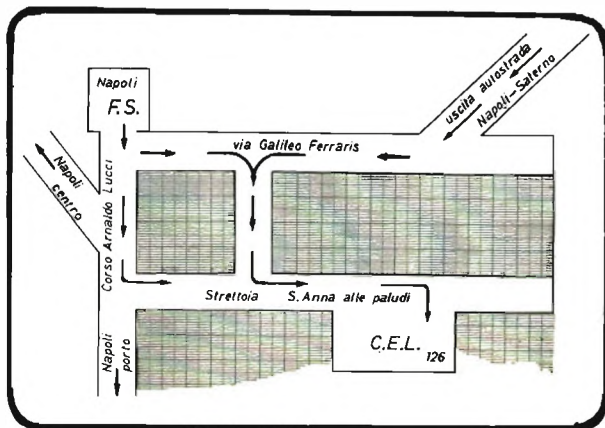 Napoli
F.S.
uscita autostrada
Napoli-Salerno
via Galileo Ferraris
Napoli
centro
Corso Arnaldo Lucci
Strettoia S. Anna alle paludi
Napoli
porto
C.E.L. 126